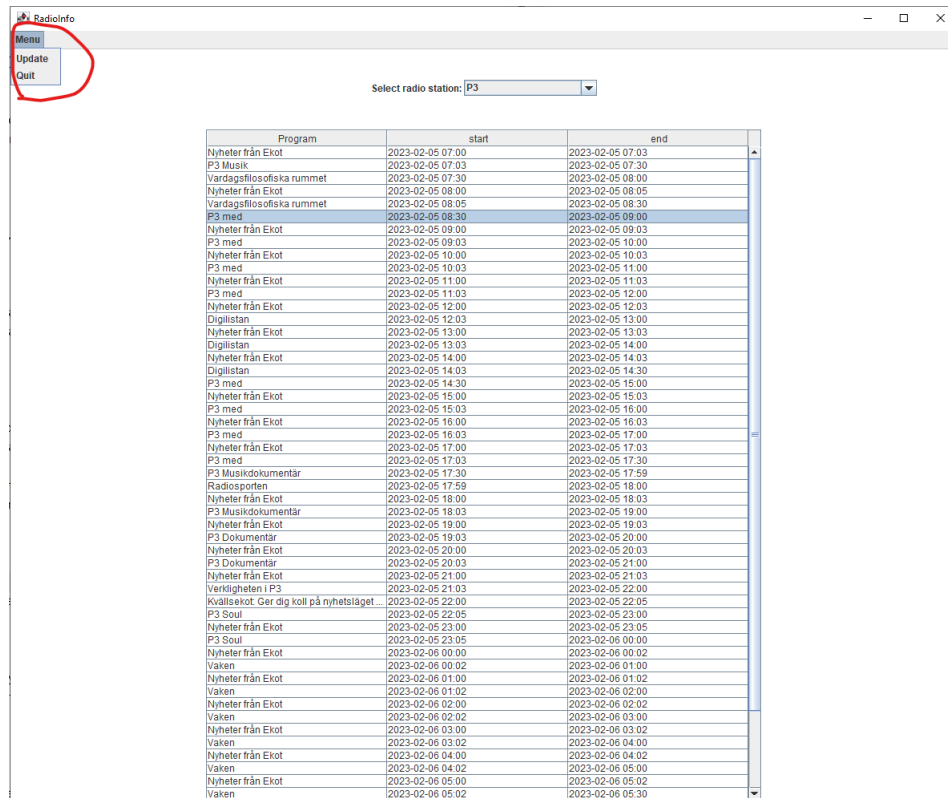 RadioInfo
Menu
Update
Quit
Select radio station: P3
Program start end
Nyheter från Ekot 2023-02-05 07:00 2023-02-05 07:03
P3 Musik 2023-02-05 07:03 2023-02-05 07:30
Vardagsfilosofiska rummet 2023-02-05 07:30 2023-02-05 08:00
Nyheter från Ekot 2023-02-05 08:00 2023-02-05 08:05
Vardagsfilosofiska rummet 2023-02-05 08:05 2023-02-05 08:30
P3 med 2023-02-05 08:30 2023-02-05 09:00
Nyheter från Ekot 2023-02-05 09:00 2023-02-05 09:03
P3 med 2023-02-05 09:03 2023-02-05 10:00
Nyheter från Ekot 2023-02-05 10:00 2023-02-05 10:03
P3 med 2023-02-05 10:03 2023-02-05 11:00
Nyheter från Ekot 2023-02-05 11:00 2023-02-05 11:03
P3 med 2023-02-05 11:03 2023-02-05 12:00
Nyheter från Ekot 2023-02-05 12:00 2023-02-05 12:03
Digilistan 2023-02-05 12:03 2023-02-05 13:00
Nyheter från Ekot 2023-02-05 13:00 2023-02-05 13:03
Digilistan 2023-02-05 13:03 2023-02-05 14:00
Nyheter från Ekot 2023-02-05 14:00 2023-02-05 14:03
Digilistan 2023-02-05 14:03 2023-02-05 14:30
P3 med 2023-02-05 14:30 2023-02-05 15:00
Nyheter från Ekot 2023-02-05 15:00 2023-02-05 15:03
P3 med 2023-02-05 15:03 2023-02-05 16:00
Nyheter från Ekot 2023-02-05 16:00 2023-02-05 16:03
P3 med 2023-02-05 16:03 2023-02-05 17:00
Nyheter från Ekot 2023-02-05 17:00 2023-02-05 17:03
P3 med 2023-02-05 17:03 2023-02-05 17:30
P3 Musikdokumentär 2023-02-05 17:30 2023-02-05 17:59
Radiosporten 2023-02-05 17:59 2023-02-05 18:00
Nyheter från Ekot 2023-02-05 18:00 2023-02-05 18:03
P3 Musikdokumentär 2023-02-05 18:03 2023-02-05 19:00
Nyheter från Ekot 2023-02-05 19:00 2023-02-05 19:03
P3 Dokumentär 2023-02-05 19:03 2023-02-05 20:00
Nyheter från Ekot 2023-02-05 20:00 2023-02-05 20:03
P3 Dokumentär 2023-02-05 20:03 2023-02-05 21:00
Nyheter från Ekot 2023-02-05 21:00 2023-02-05 21:03
Verkligheten i P3 2023-02-05 21:03 2023-02-05 22:00
Kvällsekot: Ger dig koll på nyhetsläget ... 2023-02-05 22:00 2023-02-05 22:05
P3 Soul 2023-02-05 22:05 2023-02-05 23:00
Nyheter från Ekot 2023-02-05 23:00 2023-02-05 23:05
P3 Soul 2023-02-05 23:05 2023-02-06 00:00
Nyheter från Ekot 2023-02-06 00:00 2023-02-06 00:02
Vaken 2023-02-06 00:02 2023-02-06 01:00
Nyheter från Ekot 2023-02-06 01:00 2023-02-06 01:02
Vaken 2023-02-06 01:02 2023-02-06 02:00
Nyheter från Ekot 2023-02-06 02:00 2023-02-06 02:02
Vaken 2023-02-06 02:02 2023-02-06 03:00
Nyheter från Ekot 2023-02-06 03:00 2023-02-06 03:02
Vaken 2023-02-06 03:02 2023-02-06 04:00
Nyheter från Ekot 2023-02-06 04:00 2023-02-06 04:02
Vaken 2023-02-06 04:02 2023-02-06 05:00
Nyheter från Ekot 2023-02-06 05:00 2023-02-06 05:02
Vaken 2023-02-06 05:02 2023-02-06 05:30